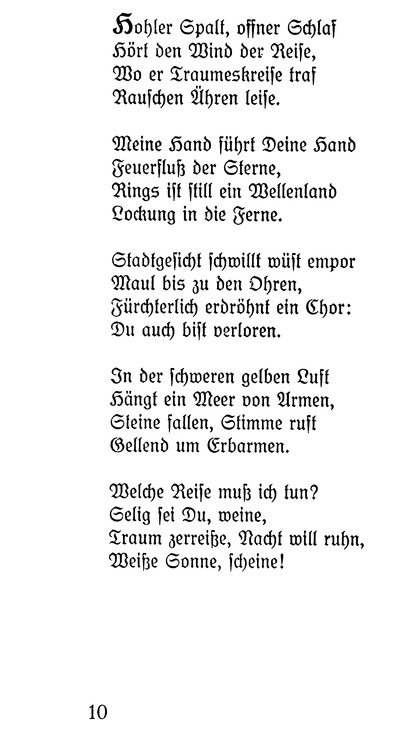 Hohler Spalt, offner Schlaf
Hört den Wind der Reise,
Wo er Traumeskreise traf
Rauschen Ähren leise.
Meine Hand führt Deine Hand
Feuerfluß der Sterne,
Rings ist still ein Wellenland
Lockung in die Ferne.
Stadtgesicht schwillt wüst empor
Maul bis zu den Ohren,
Fürchterlich erdröhnt ein Chor:
Du auch bist verloren.
In der schweren gelben Luft
Hängt ein Meer von Armen,
Steine fallen, Stimme ruft
Gellend um Erbarmen.
Welche Reise muß ich tun?
Selig sei Du, weine,
Traum zerreiße, Nacht will ruhn,
Weiße Sonne, scheine!
10